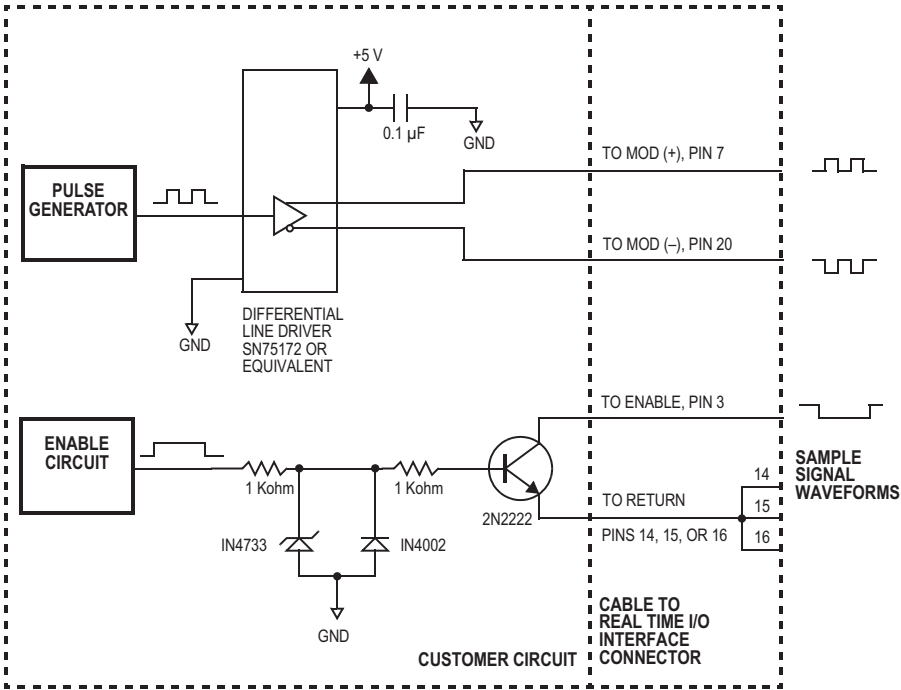 +5 V
0.1 µF
GND
TO MOD (+), PIN 7
PULSE
GENERATOR
TO MOD (–), PIN 20
GND
DIFFERENTIAL
LINE DRIVER
SN75172 OR
EQUIVALENT
TO ENABLE, PIN 3
ENABLE
CIRCUIT
SAMPLE
SIGNAL
WAVEFORMS
14
1 Kohm
1 Kohm
TO RETURN
15
2N2222
PINS 14, 15, OR 16
16
IN4733
IN4002
GND
CABLE TO
REAL TIME I/O
INTERFACE
CONNECTOR
CUSTOMER CIRCUIT